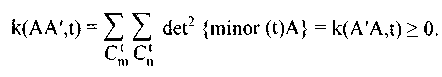 k(AA′,t) = ∑_{C_m^t} ∑_{C_n^t} det² {minor (t)A} = k(A′A,t) ≥ 0.